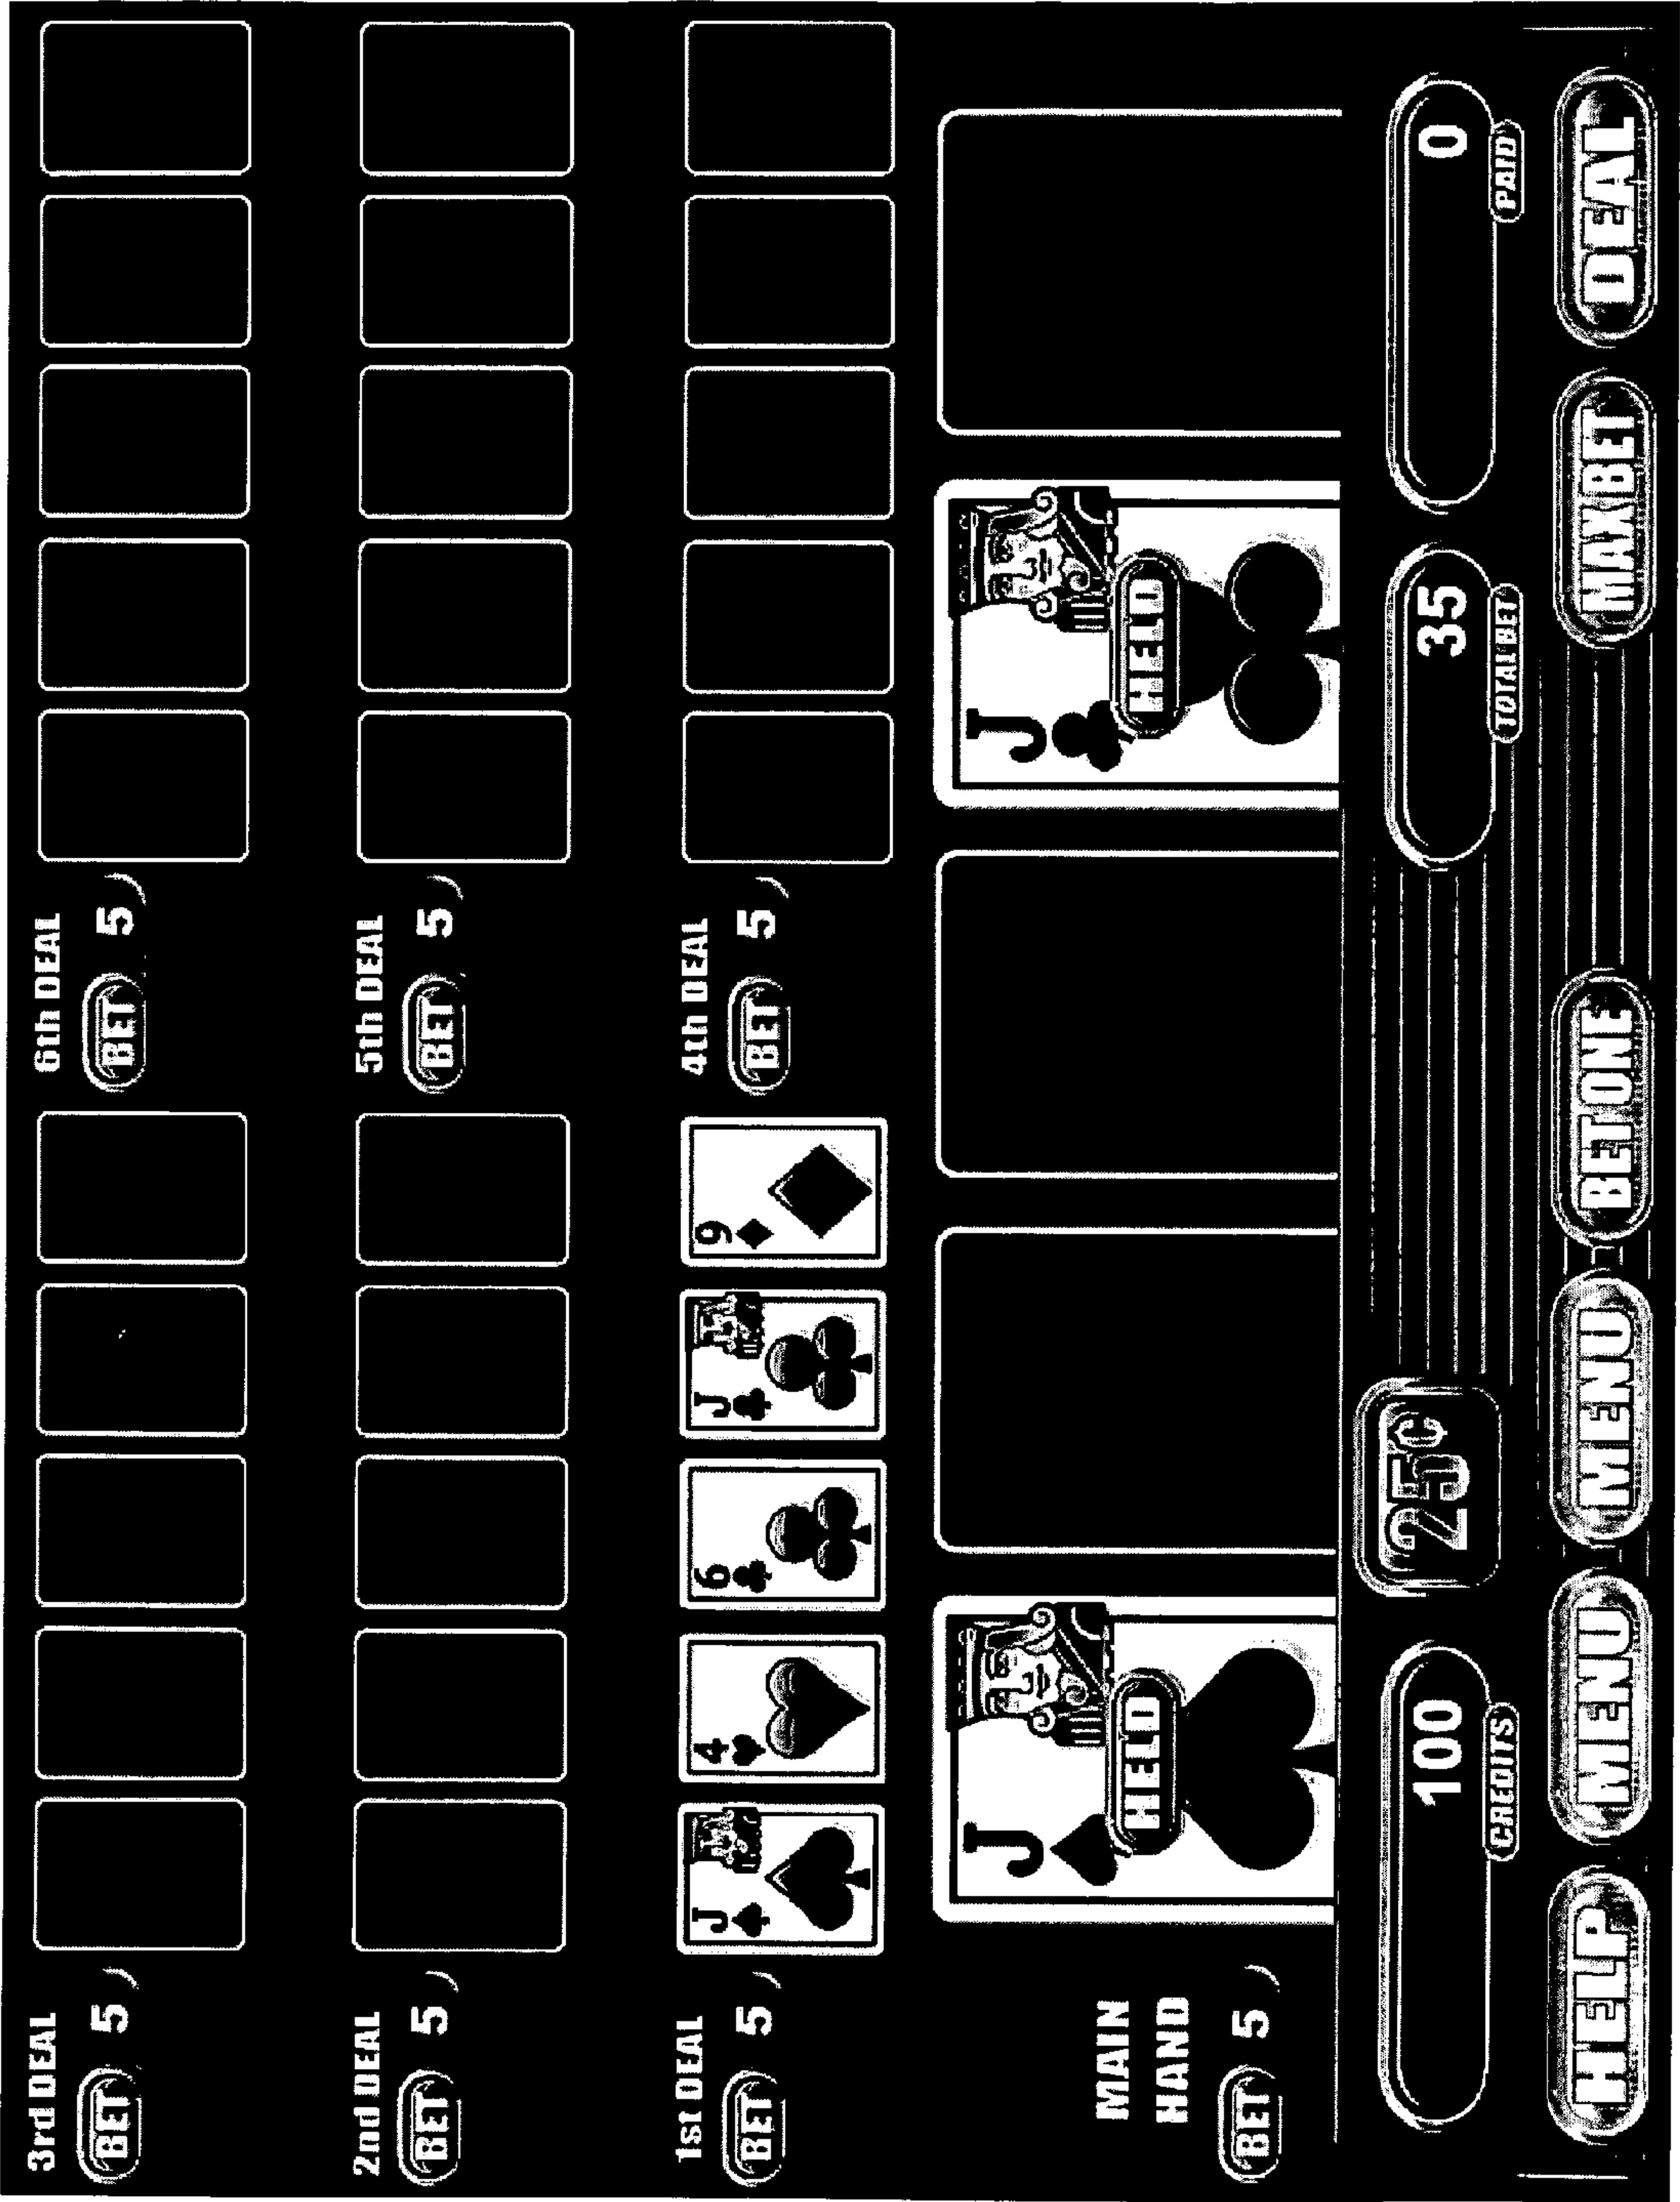 3rd DEAL
BET 5
6th DEAL
BET 5
2nd DEAL
BET 5
5th DEAL
BET 5
1st DEAL
BET 5
J
4
6
J
9
4th DEAL
BET 5
MAIN
HAND
BET 5
J
HELD
J
HELD
100
CREDITS
25¢
35
TOTAL BET
0
PAID
HELP
MENU
MENU
BET ONE
MAX BET
DEAL